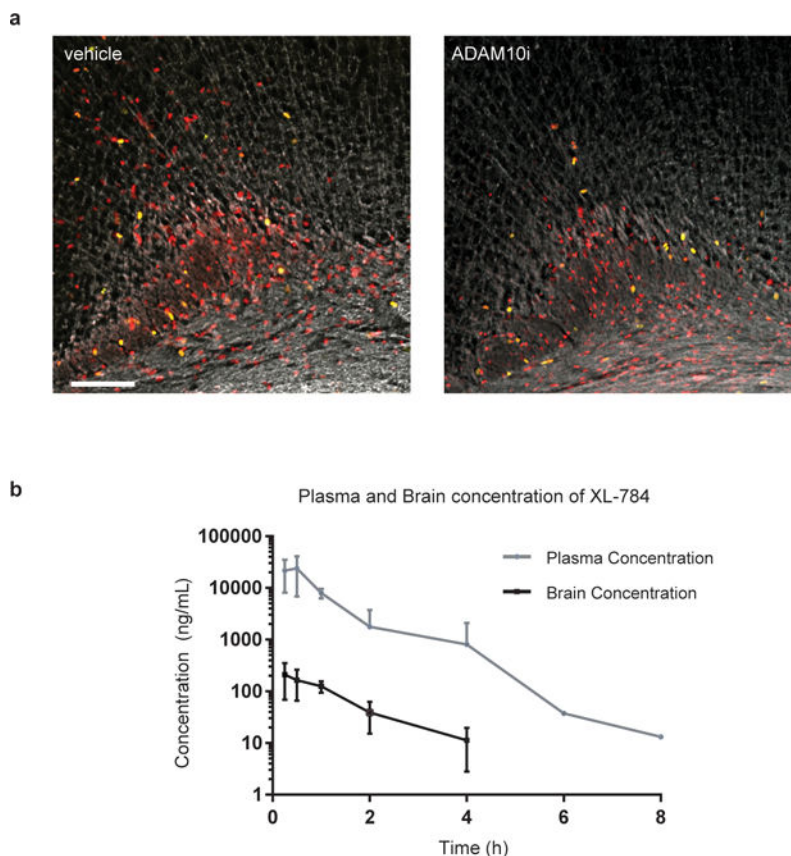 a
vehicle
ADAM10i
b
Plasma and Brain concentration of XL-784
Concentration (ng/mL)
100000
10000
1000
100
10
1
Plasma Concentration
Brain Concentration
0
2
4
6
8
Time (h)